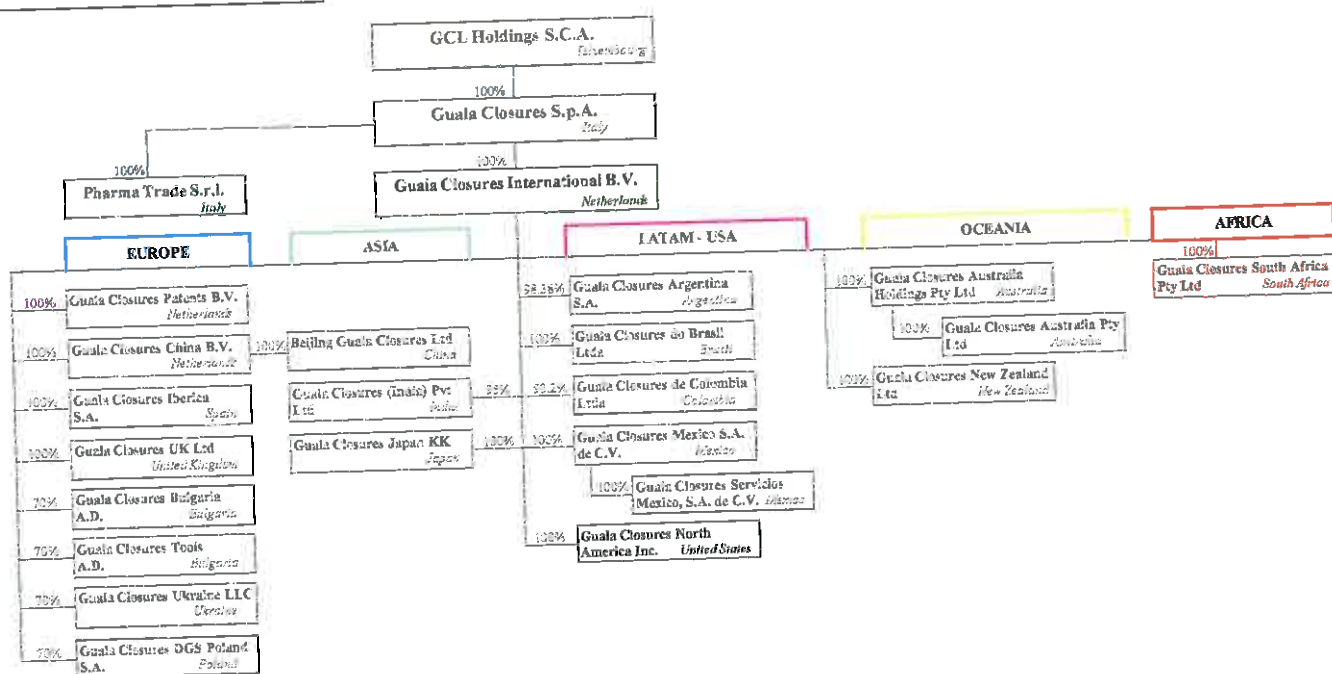 GCL Holdings S.C.A.
Luxembourg
100%
Guala Closures S.p.A.
Italy
100%
100%
Pharma Trade S.r.l.
Italy
Guala Closures International B.V.
Netherlands
EUROPE
ASIA
LATAM - USA
OCEANIA
AFRICA
100%
Guala Closures Patents B.V.
Netherlands
100%
Guala Closures China B.V.
Netherlands
100%
Guala Closures Iberica
S.A.
Spain
100%
Guala Closures UK Ltd
United Kingdom
70%
Guala Closures Bulgaria
A.D.
Bulgaria
70%
Guala Closures Tools
A.D.
Bulgaria
70%
Guala Closures Ukraine LLC
Ukraine
70%
Guala Closures DGS Poland
S.A.
Poland
100%
Beijing Guala Closures Ltd
China
Guala Closures (India) Pvt
Ltd
India
95%
Guala Closures Japan KK
Japan
100%
98.38%
Guala Closures Argentina
S.A.
Argentina
100%
Guala Closures do Brasil
Ltda
Brazil
93.2%
Guala Closures de Colombia
Ltda
Colombia
100%
Guala Closures Mexico S.A.
de C.V.
Mexico
100%
Guala Closures Servicios
Mexico, S.A. de C.V. Mexico
100%
Guala Closures North
America Inc. United States
100%
Guala Closures Australia
Holdings Pty Ltd Australia
100%
Guala Closures Australia Pty
Ltd
Australia
100%
Guala Closures New Zealand
Ltd
New Zealand
100%
Guala Closures South Africa
Pty Ltd
South Africa